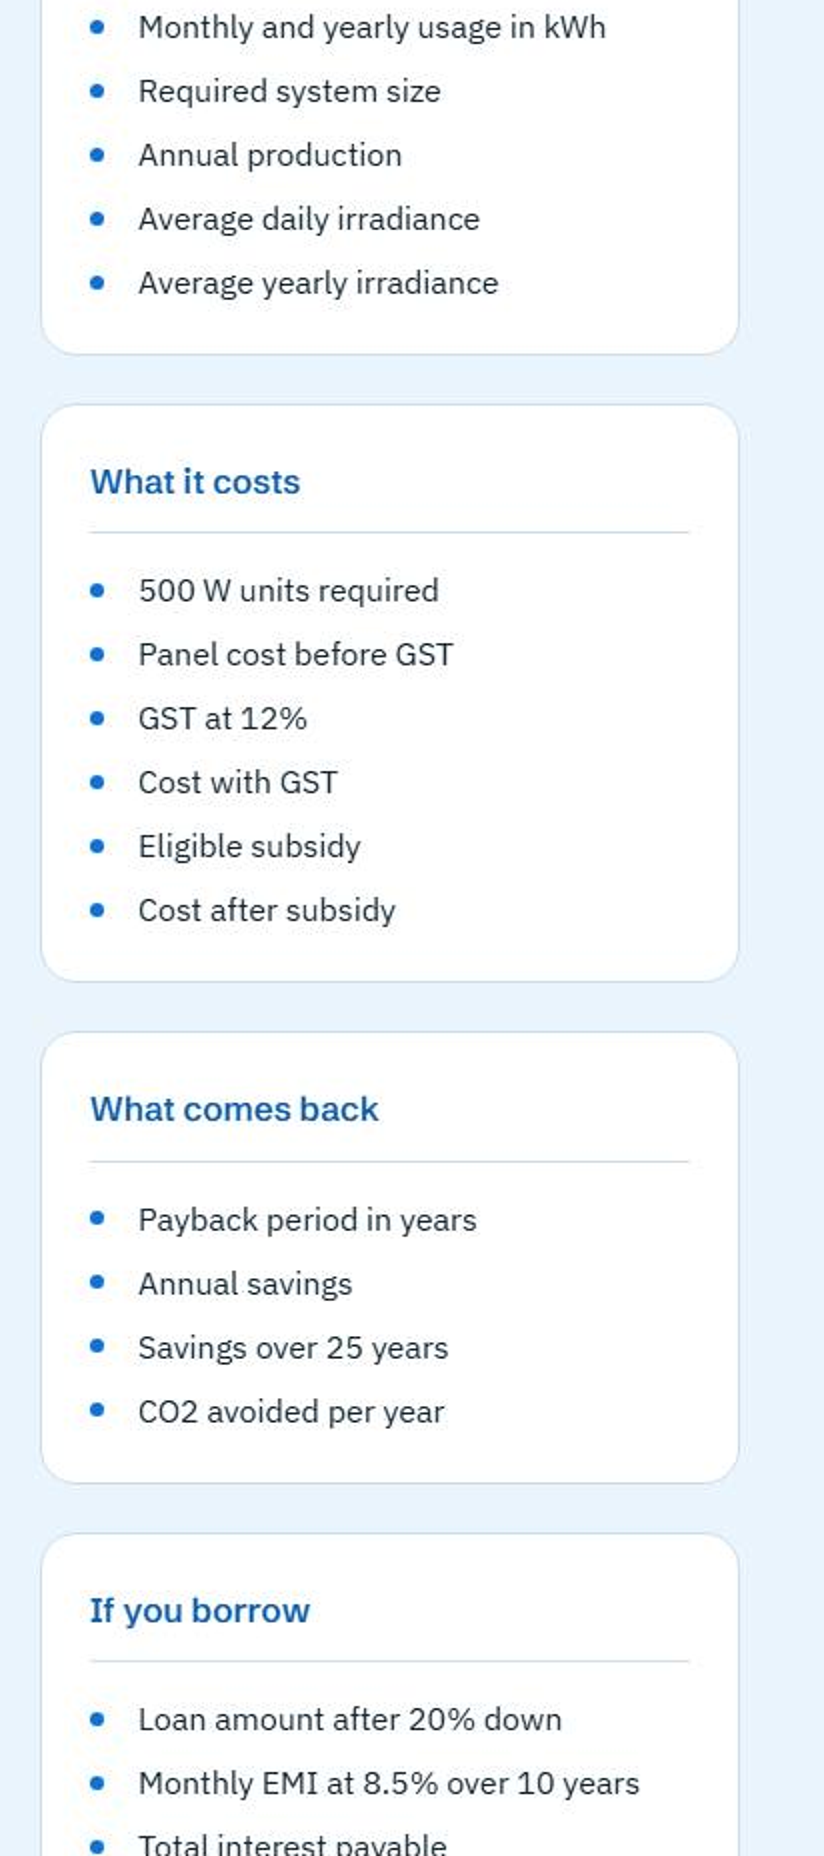 Monthly and yearly usage in kWh
Required system size
Annual production
Average daily irradiance
Average yearly irradiance
What it costs
500 W units required
Panel cost before GST
GST at 12%
Cost with GST
Eligible subsidy
Cost after subsidy
What comes back
Payback period in years
Annual savings
Savings over 25 years
CO2 avoided per year
If you borrow
Loan amount after 20% down
Monthly EMI at 8.5% over 10 years
Total interest payable